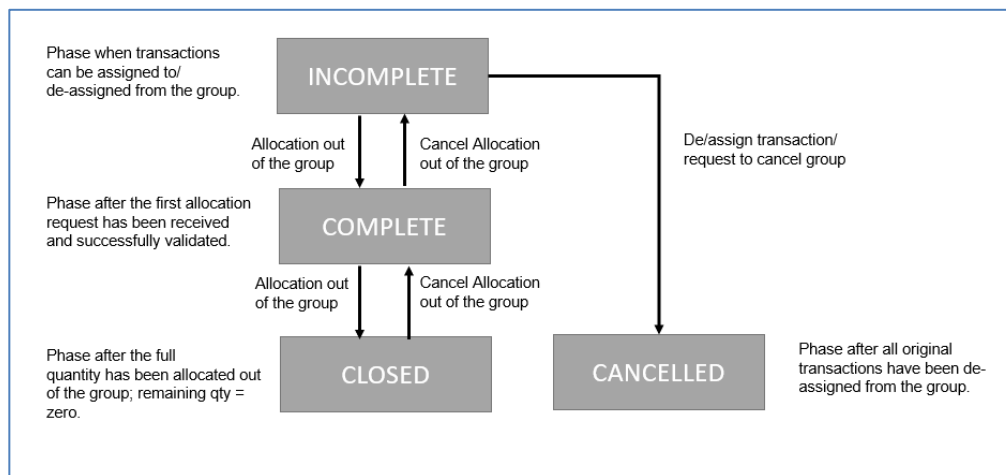 Phase when transactions
can be assigned to/
de-assigned from the group.
INCOMPLETE
Allocation out
of the group
Cancel Allocation
out of the group
De/assign transaction/
request to cancel group
Phase after the first allocation
request has been received
and successfully validated.
COMPLETE
Allocation out
of the group
Cancel Allocation
out of the group
Phase after the full
quantity has been allocated out
of the group; remaining qty =
zero.
CLOSED
CANCELLED
Phase after all original
transactions have been de-
assigned from the group.